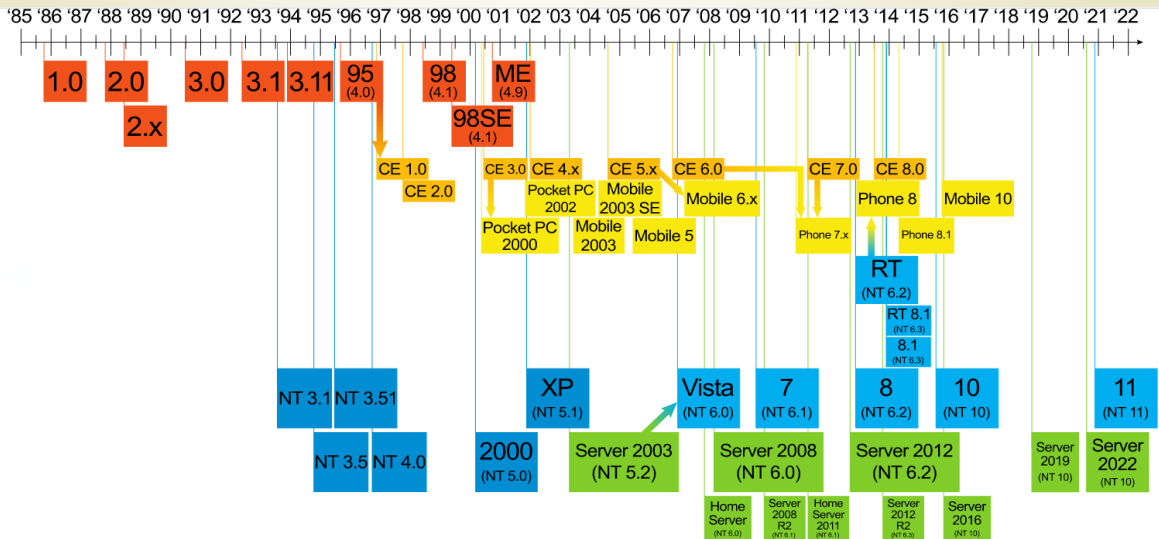 '85 '86 '87 '88 '89 '90 '91 '92 '93 '94 '95 '96 '97 '98 '99 '00 '01 '02 '03 '04 '05 '06 '07 '08 '09 '10 '11 '12 '13 '14 '15 '16 '17 '18 '19 '20 '21 '22
1.0
2.0
3.0
3.1
3.11
95
(4.0)
98
(4.1)
ME
(4.9)
2.x
98SE
(4.1)
CE 1.0
CE 3.0
CE 4.x
CE 5.x
CE 6.0
CE 7.0
CE 8.0
CE 2.0
Pocket PC
2002
Mobile
2003 SE
Mobile 6.x
Phone 8
Mobile 10
Pocket PC
2000
Mobile
2003
Mobile 5
Phone 7.x
Phone 8.1
RT
(NT 6.2)
RT 8.1
(NT 6.3)
8.1
(NT 6.3)
NT 3.1
NT 3.51
XP
(NT 5.1)
Vista
(NT 6.0)
7
(NT 6.1)
8
(NT 6.2)
10
(NT 10)
11
(NT 11)
NT 3.5
NT 4.0
2000
(NT 5.0)
Server 2003
(NT 5.2)
Server 2008
(NT 6.0)
Server 2012
(NT 6.2)
Server
2019
(NT 10)
Server
2022
(NT 10)
Home
Server
(NT 6.0)
Server
2008
R2
(NT 6.1)
Home
Server
2011
(NT 6.1)
Server
2012
R2
(NT 6.3)
Server
2016
(NT 10)